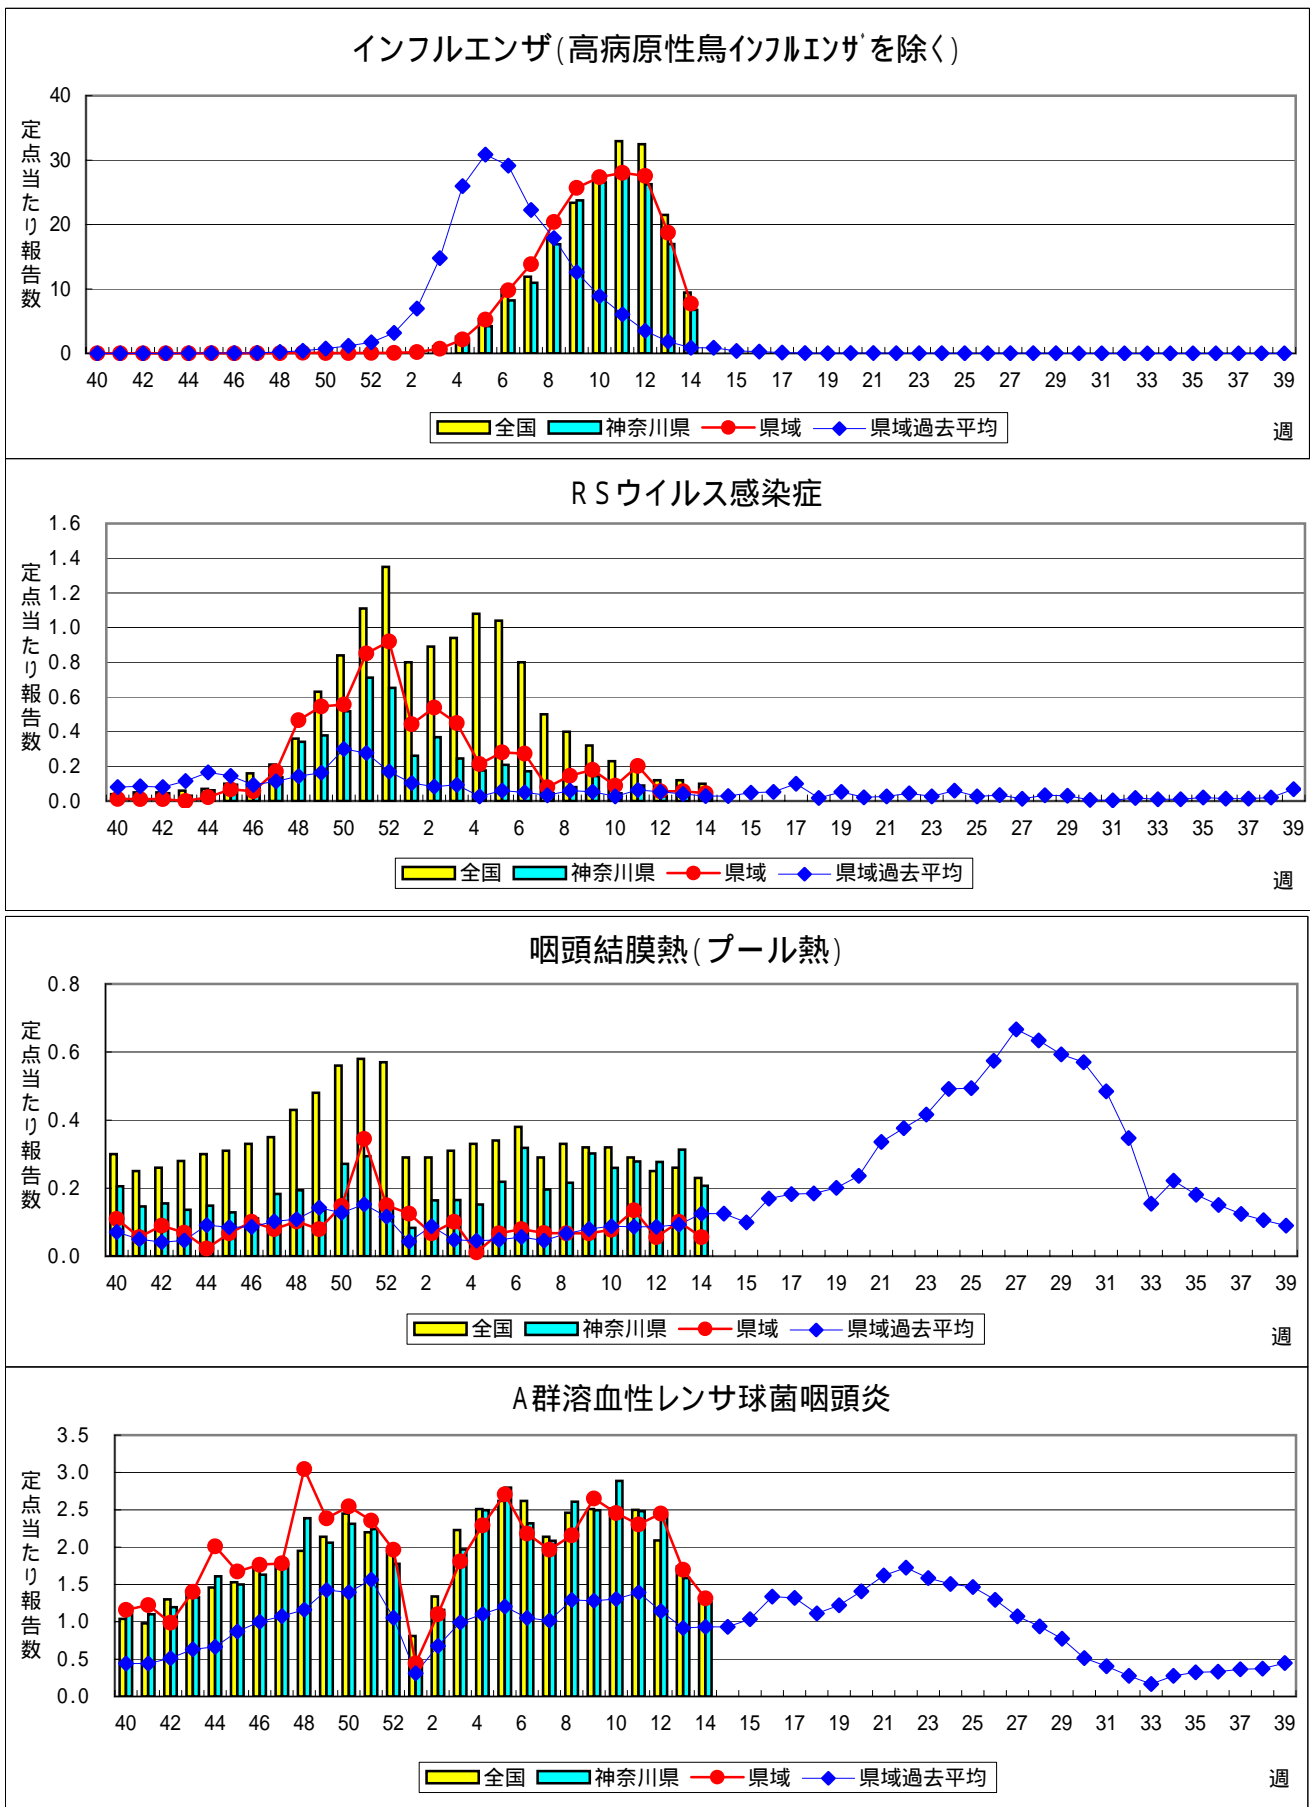 インフルエンザ(高病原性鳥インフルエンザを除く)
定点当たり報告数
40
30
20
10
0
40 42 44 46 48 50 52 2 4 6 8 10 12 14 15 17 19 21 23 25 27 29 31 33 35 37 39
全国 神奈川県 県域 県域過去平均
週
RSウイルス感染症
定点当たり報告数
1.6
1.4
1.2
1.0
0.8
0.6
0.4
0.2
0.0
40 42 44 46 48 50 52 2 4 6 8 10 12 14 15 17 19 21 23 25 27 29 31 33 35 37 39
全国 神奈川県 県域 県域過去平均
週
咽頭結膜熱(プール熱)
定点当たり報告数
0.8
0.6
0.4
0.2
0.0
40 42 44 46 48 50 52 2 4 6 8 10 12 14 15 17 19 21 23 25 27 29 31 33 35 37 39
全国 神奈川県 県域 県域過去平均
週
A群溶血性レンサ球菌咽頭炎
定点当たり報告数
3.5
3.0
2.5
2.0
1.5
1.0
0.5
0.0
40 42 44 46 48 50 52 2 4 6 8 10 12 14 15 17 19 21 23 25 27 29 31 33 35 37 39
全国 神奈川県 県域 県域過去平均
週